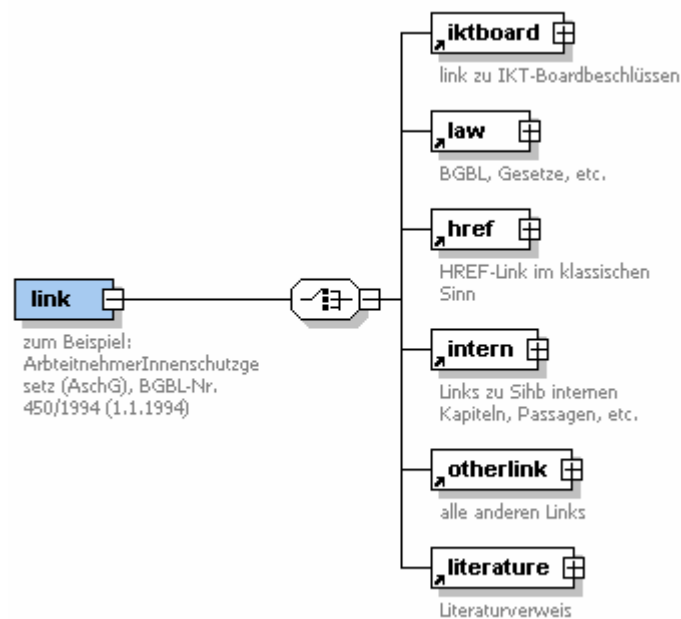 iktboard
link zu IKT-Boardbeschlüssen
law
BGBL, Gesetze, etc.
href
HREF-Link im klassischen
Sinn
link
zum Beispiel:
ArbteitnehmerInnenschutzge
setz (AschG), BGBL-Nr.
450/1994 (1.1.1994)
intern
Links zu Sihb internen
Kapiteln, Passagen, etc.
otherlink
alle anderen Links
literature
Literaturverweis